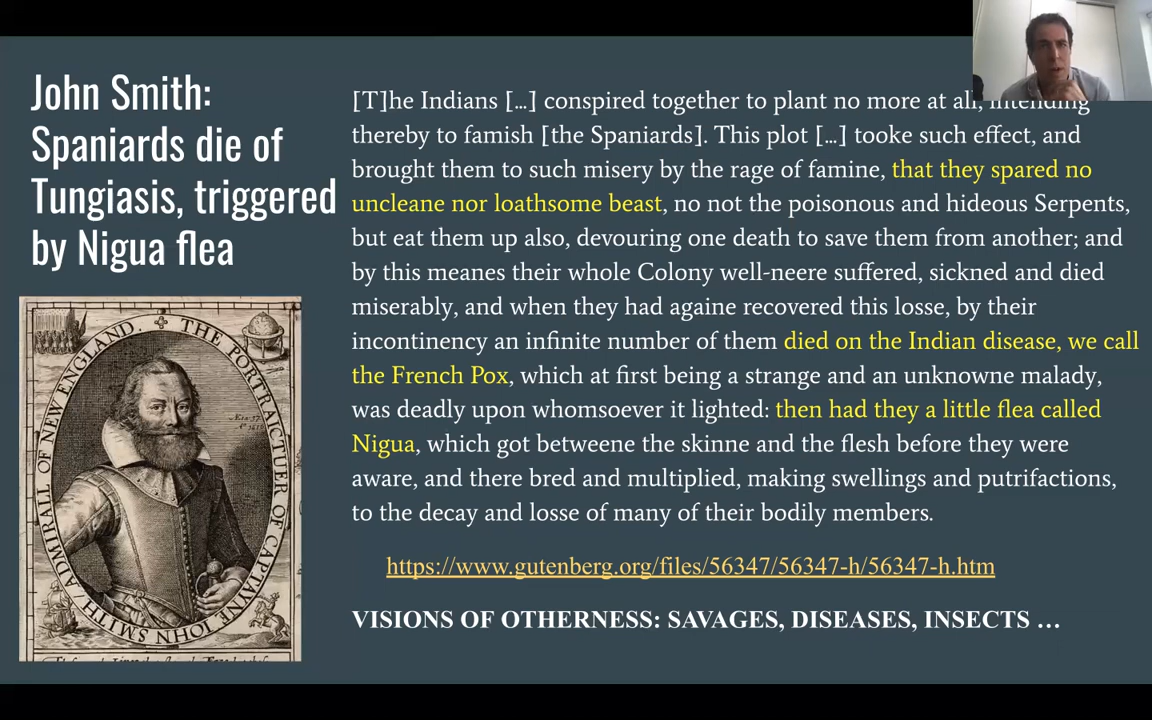 John Smith:
Spaniards die of
Tungiasis, triggered
by Nigua flea
[T]he Indians [...] conspired together to plant no more at all, intending
thereby to famish [the Spaniards]. This plot [...] tooke such effect, and
brought them to such misery by the rage of famine, that they spared no
uncleane nor loathsome beast, no not the poisonous and hideous Serpents,
but eat them up also, devouring one death to save them from another; and
by this meanes their whole Colony well-neere suffered, sickned and died
miserably, and when they had againe recovered this losse, by their
incontinency an infinite number of them died on the Indian disease, we call
the French Pox, which at first being a strange and an unknowne malady,
was deadly upon whomsoever it lighted: then had they a little flea called
Nigua, which got betweene the skinne and the flesh before they were
aware, and there bred and multiplied, making swellings and putrifactions,
to the decay and losse of many of their bodily members.
https://www.gutenberg.org/files/56347/56347-h/56347-h.htm
VISIONS OF OTHERNESS: SAVAGES, DISEASES, INSECTS …
THE PORTRAICTUER OF CAPTAYNE IOHN SMITH / ADMIRALL OF NEW ENGLAND.